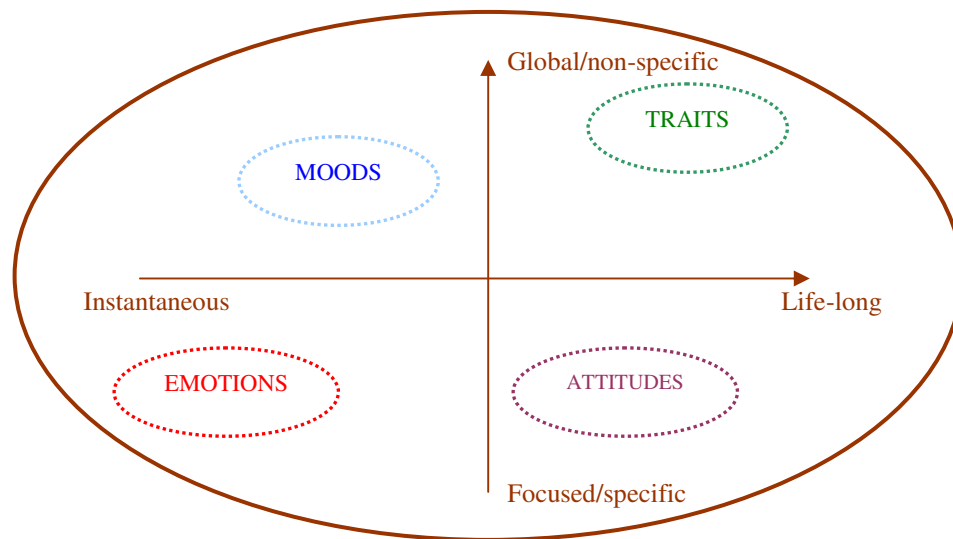 Global/non-specific
TRAITS
MOODS
Instantaneous
Life-long
EMOTIONS
ATTITUDES
Focused/specific